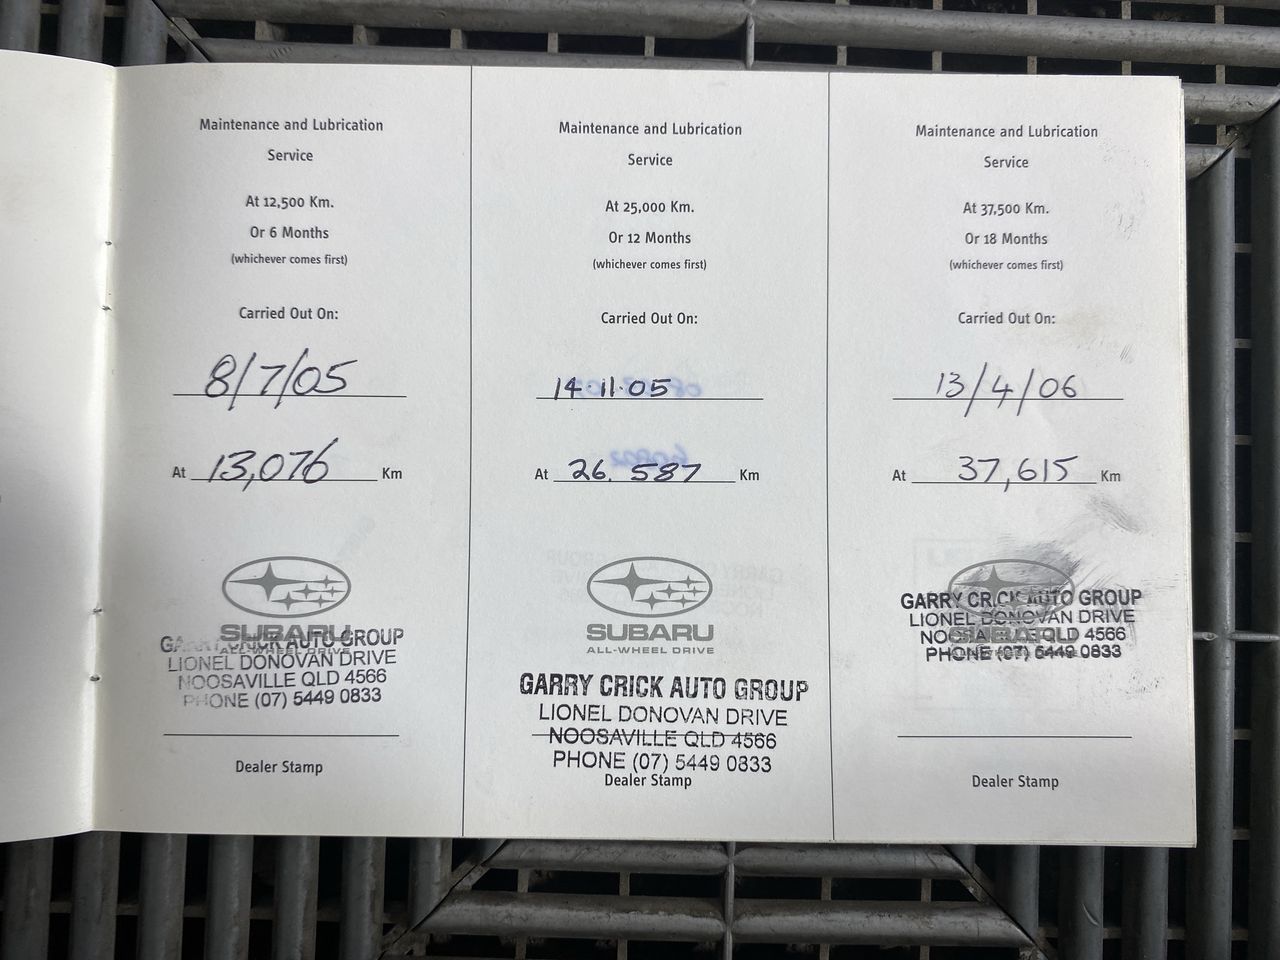 Maintenance and Lubrication
Service
At 12,500 Km.
Or 6 Months
(whichever comes first)
Carried Out On:
8/7/05
At 13,076 Km
SUBARU
ALL-WHEEL DRIVE
GARRY CRICK AUTO GROUP
LIONEL DONOVAN DRIVE
NOOSAVILLE QLD 4566
PHONE (07) 5449 0833
Dealer Stamp
Maintenance and Lubrication
Service
At 25,000 Km.
Or 12 Months
(whichever comes first)
Carried Out On:
14.11.05
At 26.587 Km
SUBARU
ALL-WHEEL DRIVE
GARRY CRICK AUTO GROUP
LIONEL DONOVAN DRIVE
NOOSAVILLE QLD 4566
PHONE (07) 5449 0833
Dealer Stamp
Maintenance and Lubrication
Service
At 37,500 Km.
Or 18 Months
(whichever comes first)
Carried Out On:
13/4/06
At 37,615 Km
GARRY CRICK AUTO GROUP
LIONEL DONOVAN DRIVE
NOOSAVILLE QLD 4566
PHONE (07) 5449 0833
Dealer Stamp